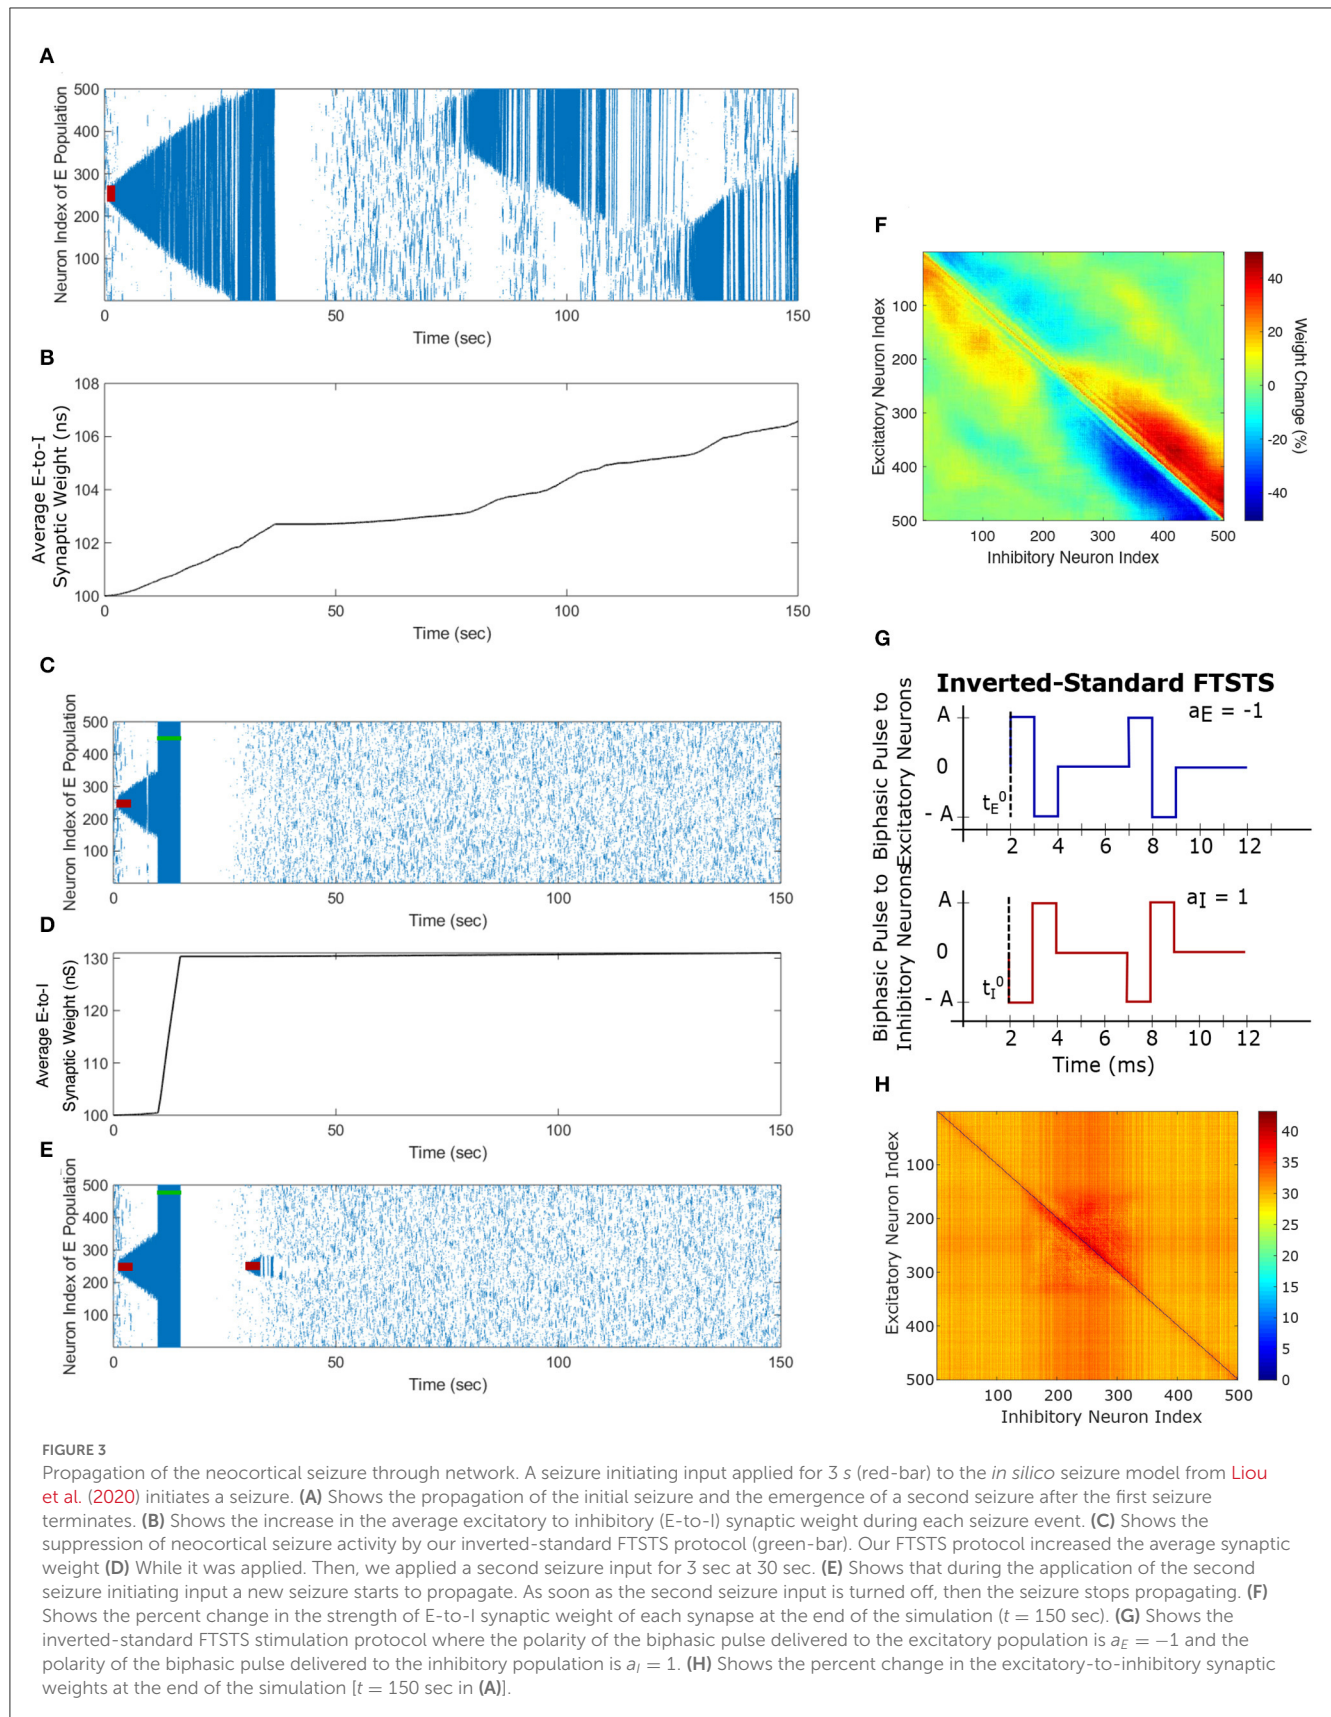 A
Neuron Index of E Population
500
400
300
200
100
0
50
100
150
Time (sec)
B
Average E-to-I
Synaptic Weight (ns)
108
106
104
102
100
0
50
100
150
Time (sec)
C
Neuron Index of E Population
500
400
300
200
100
0
50
100
150
Time (sec)
D
Average E-to-I
Synaptic Weight (nS)
130
120
110
100
0
50
100
150
Time (sec)
E
Neuron Index of E Population
500
400
300
200
100
0
50
100
150
Time (sec)
F
Excitatory Neuron Index
100
200
300
400
500
100
200
300
400
500
Inhibitory Neuron Index
40
20
0
-20
-40
Weight Change (%)
G
Inverted-Standard FTSTS
Biphasic Pulse to
Excitatory Neurons
A
0
- A
aE = -1
tE0
2
4
6
8
10
12
Biphasic Pulse to
Inhibitory Neurons
A
0
- A
aI = 1
tI0
2
4
6
8
10
12
Time (ms)
H
Excitatory Neuron Index
100
200
300
400
500
100
200
300
400
500
Inhibitory Neuron Index
40
35
30
25
20
15
10
5
0
FIGURE 3
Propagation of the neocortical seizure through network. A seizure initiating input applied for 3 s (red-bar) to the in silico seizure model from Liou
et al. (2020) initiates a seizure. (A) Shows the propagation of the initial seizure and the emergence of a second seizure after the first seizure
terminates. (B) Shows the increase in the average excitatory to inhibitory (E-to-I) synaptic weight during each seizure event. (C) Shows the
suppression of neocortical seizure activity by our inverted-standard FTSTS protocol (green-bar). Our FTSTS protocol increased the average synaptic
weight (D) While it was applied. Then, we applied a second seizure input for 3 sec at 30 sec. (E) Shows that during the application of the second
seizure initiating input a new seizure starts to propagate. As soon as the second seizure input is turned off, then the seizure stops propagating. (F)
Shows the percent change in the strength of E-to-I synaptic weight of each synapse at the end of the simulation (t = 150 sec). (G) Shows the
inverted-standard FTSTS stimulation protocol where the polarity of the biphasic pulse delivered to the excitatory population is aE = −1 and the
polarity of the biphasic pulse delivered to the inhibitory population is aI = 1. (H) Shows the percent change in the excitatory-to-inhibitory synaptic
weights at the end of the simulation [t = 150 sec in (A)].